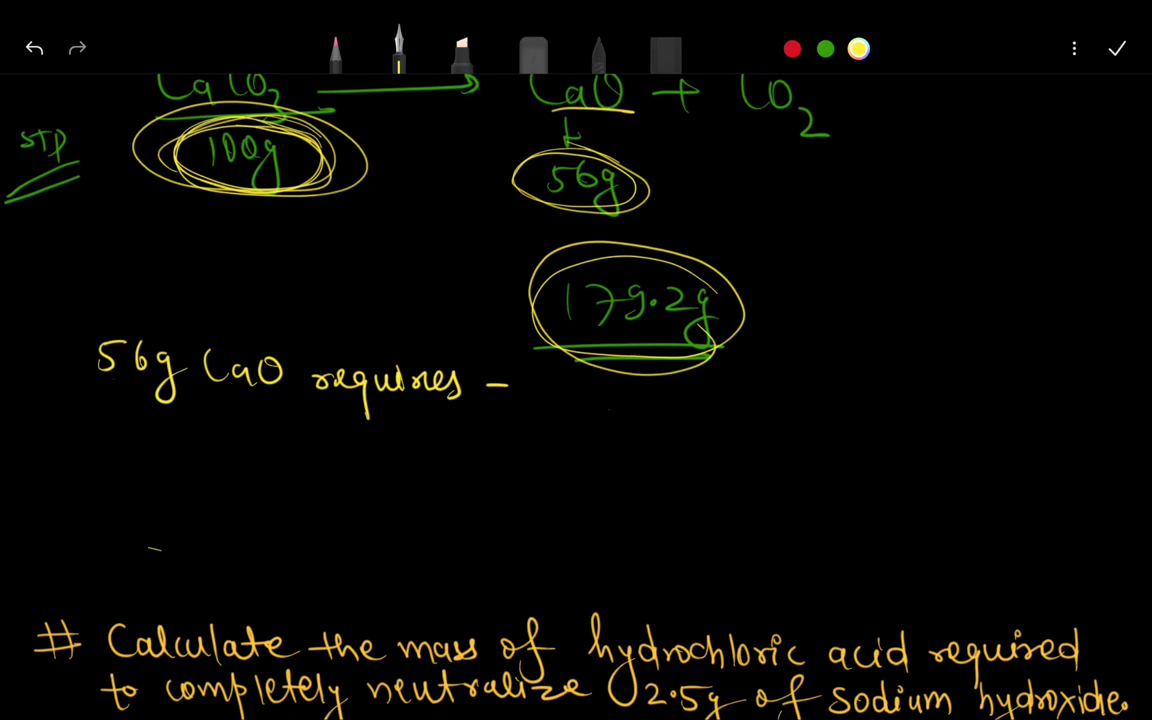 CaCO3 → CaO + CO2
STP
100g
56g
179.2g
56g CaO requires -
# Calculate the mass of hydrochloric acid required
to completely neutralize 2.5g of sodium hydroxide.